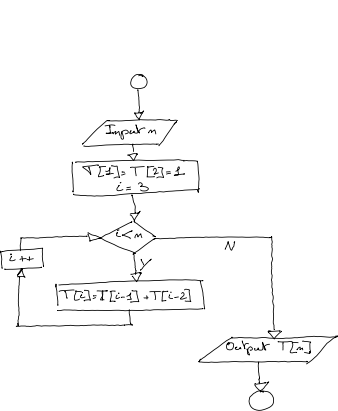 Input n
T[1]=T[2]=1
i=3
i<n
N
i++
Y
T[i]=T[i-1]+T[i-2]
Output T[n]